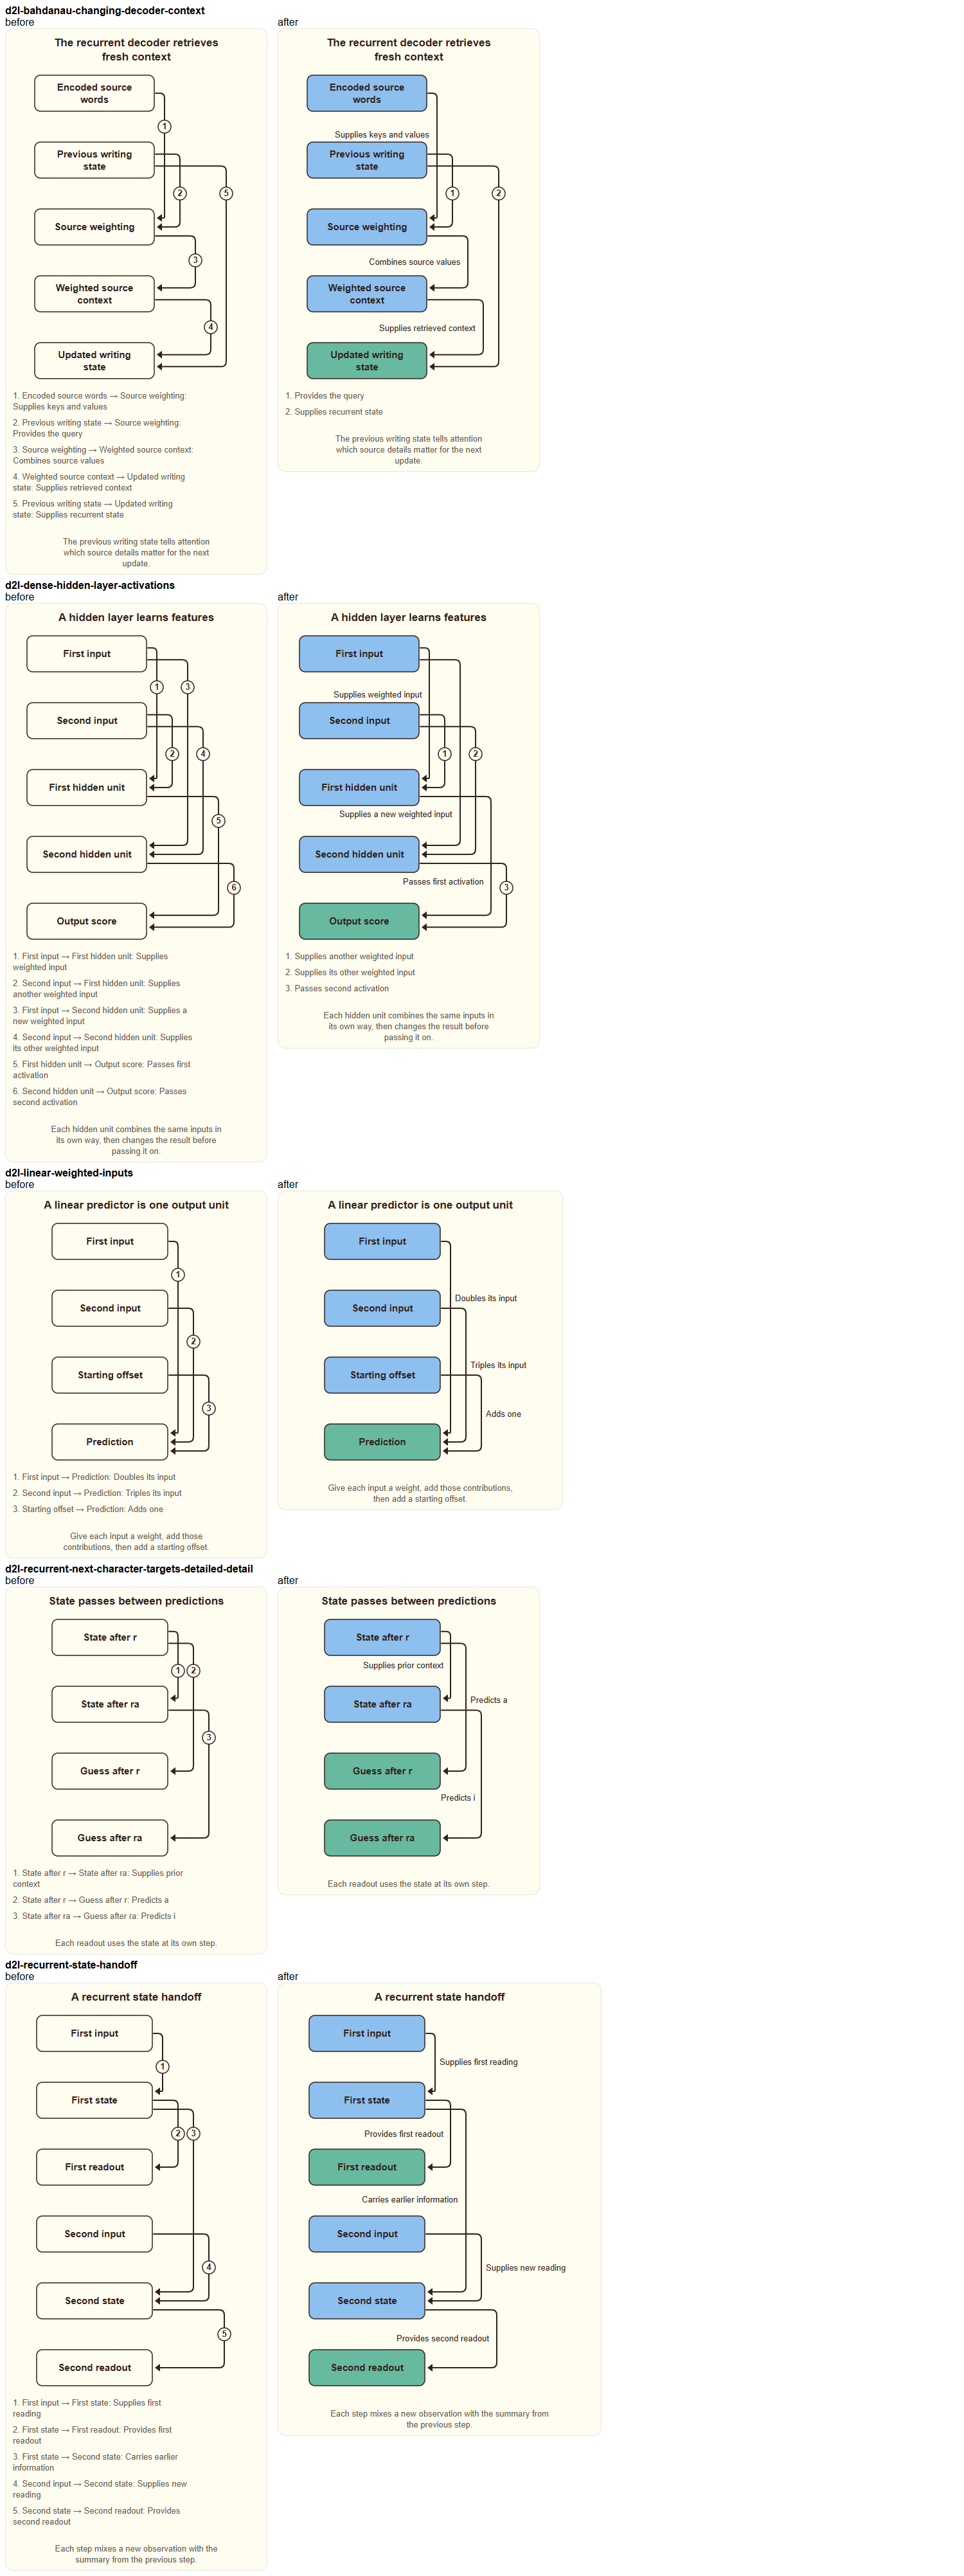 d2l-bahdanau-changing-decoder-context
before
The recurrent decoder retrieves
fresh context
Encoded source
words
1
Previous writing
state
2
5
Source weighting
3
Weighted source
context
4
Updated writing
state
1. Encoded source words → Source weighting:
Supplies keys and values
2. Previous writing state → Source weighting:
Provides the query
3. Source weighting → Weighted source context:
Combines source values
4. Weighted source context → Updated writing
state: Supplies retrieved context
5. Previous writing state → Updated writing
state: Supplies recurrent state
The previous writing state tells attention
which source details matter for the next
update.
after
The recurrent decoder retrieves
fresh context
Encoded source
words
Supplies keys and values
Previous writing
state
1
2
Source weighting
Combines source values
Weighted source
context
Supplies retrieved context
Updated writing
state
1. Provides the query
2. Supplies recurrent state
The previous writing state tells attention
which source details matter for the next
update.
d2l-dense-hidden-layer-activations
before
A hidden layer learns features
First input
1
3
Second input
2
4
First hidden unit
5
Second hidden unit
6
Output score
1. First input → First hidden unit: Supplies
weighted input
2. Second input → First hidden unit: Supplies
another weighted input
3. First input → Second hidden unit: Supplies a
new weighted input
4. Second input → Second hidden unit: Supplies
its other weighted input
5. First hidden unit → Output score: Passes first
activation
6. Second hidden unit → Output score: Passes
second activation
Each hidden unit combines the same inputs in
its own way, then changes the result before
passing it on.
after
A hidden layer learns features
First input
Supplies weighted input
Second input
1
2
First hidden unit
Supplies a new weighted input
Second hidden unit
Passes first activation
3
Output score
1. Supplies another weighted input
2. Supplies its other weighted input
3. Passes second activation
Each hidden unit combines the same inputs in
its own way, then changes the result before
passing it on.
d2l-linear-weighted-inputs
before
A linear predictor is one output unit
First input
1
Second input
2
Starting offset
3
Prediction
1. First input → Prediction: Doubles its input
2. Second input → Prediction: Triples its input
3. Starting offset → Prediction: Adds one
Give each input a weight, add those
contributions, then add a starting offset.
after
A linear predictor is one output unit
First input
Doubles its input
Second input
Triples its input
Starting offset
Adds one
Prediction
Give each input a weight, add those contributions,
then add a starting offset.
d2l-recurrent-next-character-targets-detailed-detail
before
State passes between predictions
State after r
1
2
State after ra
3
Guess after r
Guess after ra
1. State after r → State after ra: Supplies prior
context
2. State after r → Guess after r: Predicts a
3. State after ra → Guess after ra: Predicts i
Each readout uses the state at its own step.
after
State passes between predictions
State after r
Supplies prior context
State after ra
Predicts a
Guess after r
Predicts i
Guess after ra
Each readout uses the state at its own step.
d2l-recurrent-state-handoff
before
A recurrent state handoff
First input
1
First state
2
3
First readout
Second input
4
Second state
5
Second readout
1. First input → First state: Supplies first
reading
2. First state → First readout: Provides first
readout
3. First state → Second state: Carries earlier
information
4. Second input → Second state: Supplies new
reading
5. Second state → Second readout: Provides
second readout
Each step mixes a new observation with the
summary from the previous step.
after
A recurrent state handoff
First input
Supplies first reading
First state
Provides first readout
First readout
Carries earlier information
Second input
Supplies new reading
Second state
Provides second readout
Second readout
Each step mixes a new observation with the summary from
the previous step.